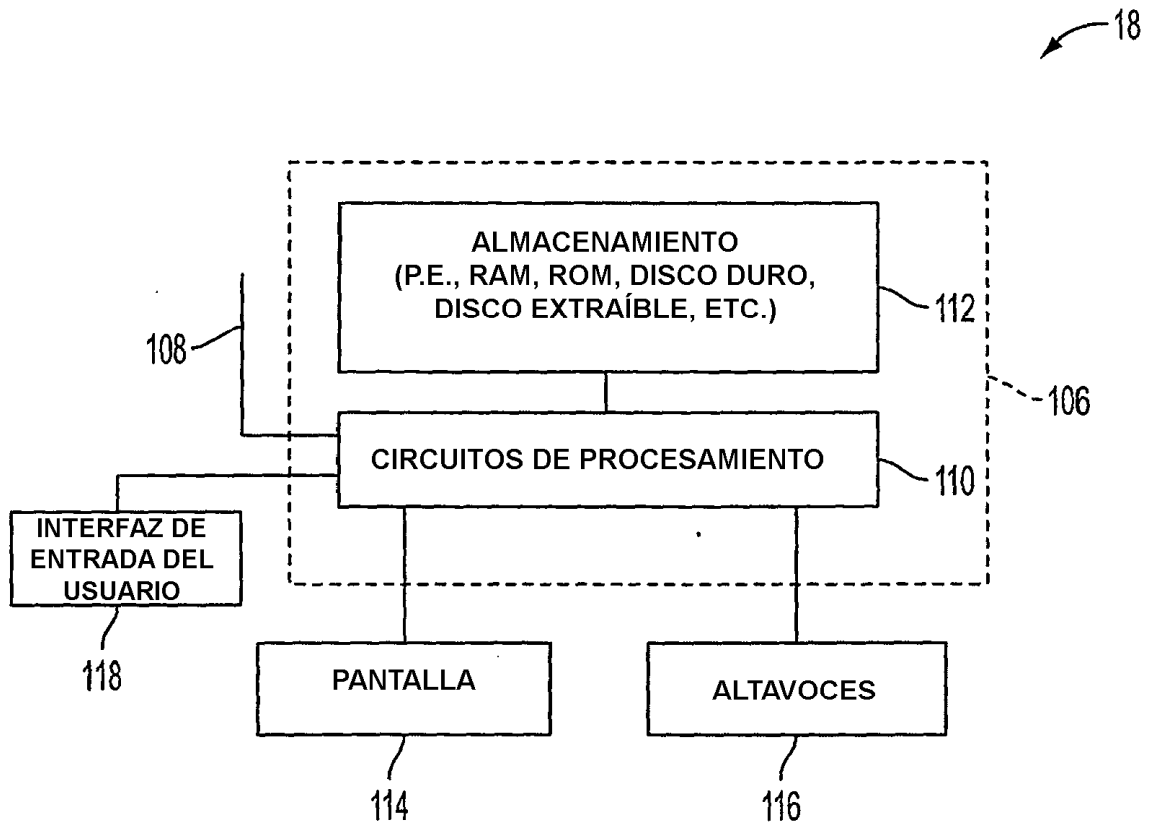 18
ALMACENAMIENTO
(P.E., RAM, ROM, DISCO DURO,
DISCO EXTRAÍBLE, ETC.)
112
108
106
CIRCUITOS DE PROCESAMIENTO
110
INTERFAZ DE
ENTRADA DEL
USUARIO
118
PANTALLA
ALTAVOCES
114
116